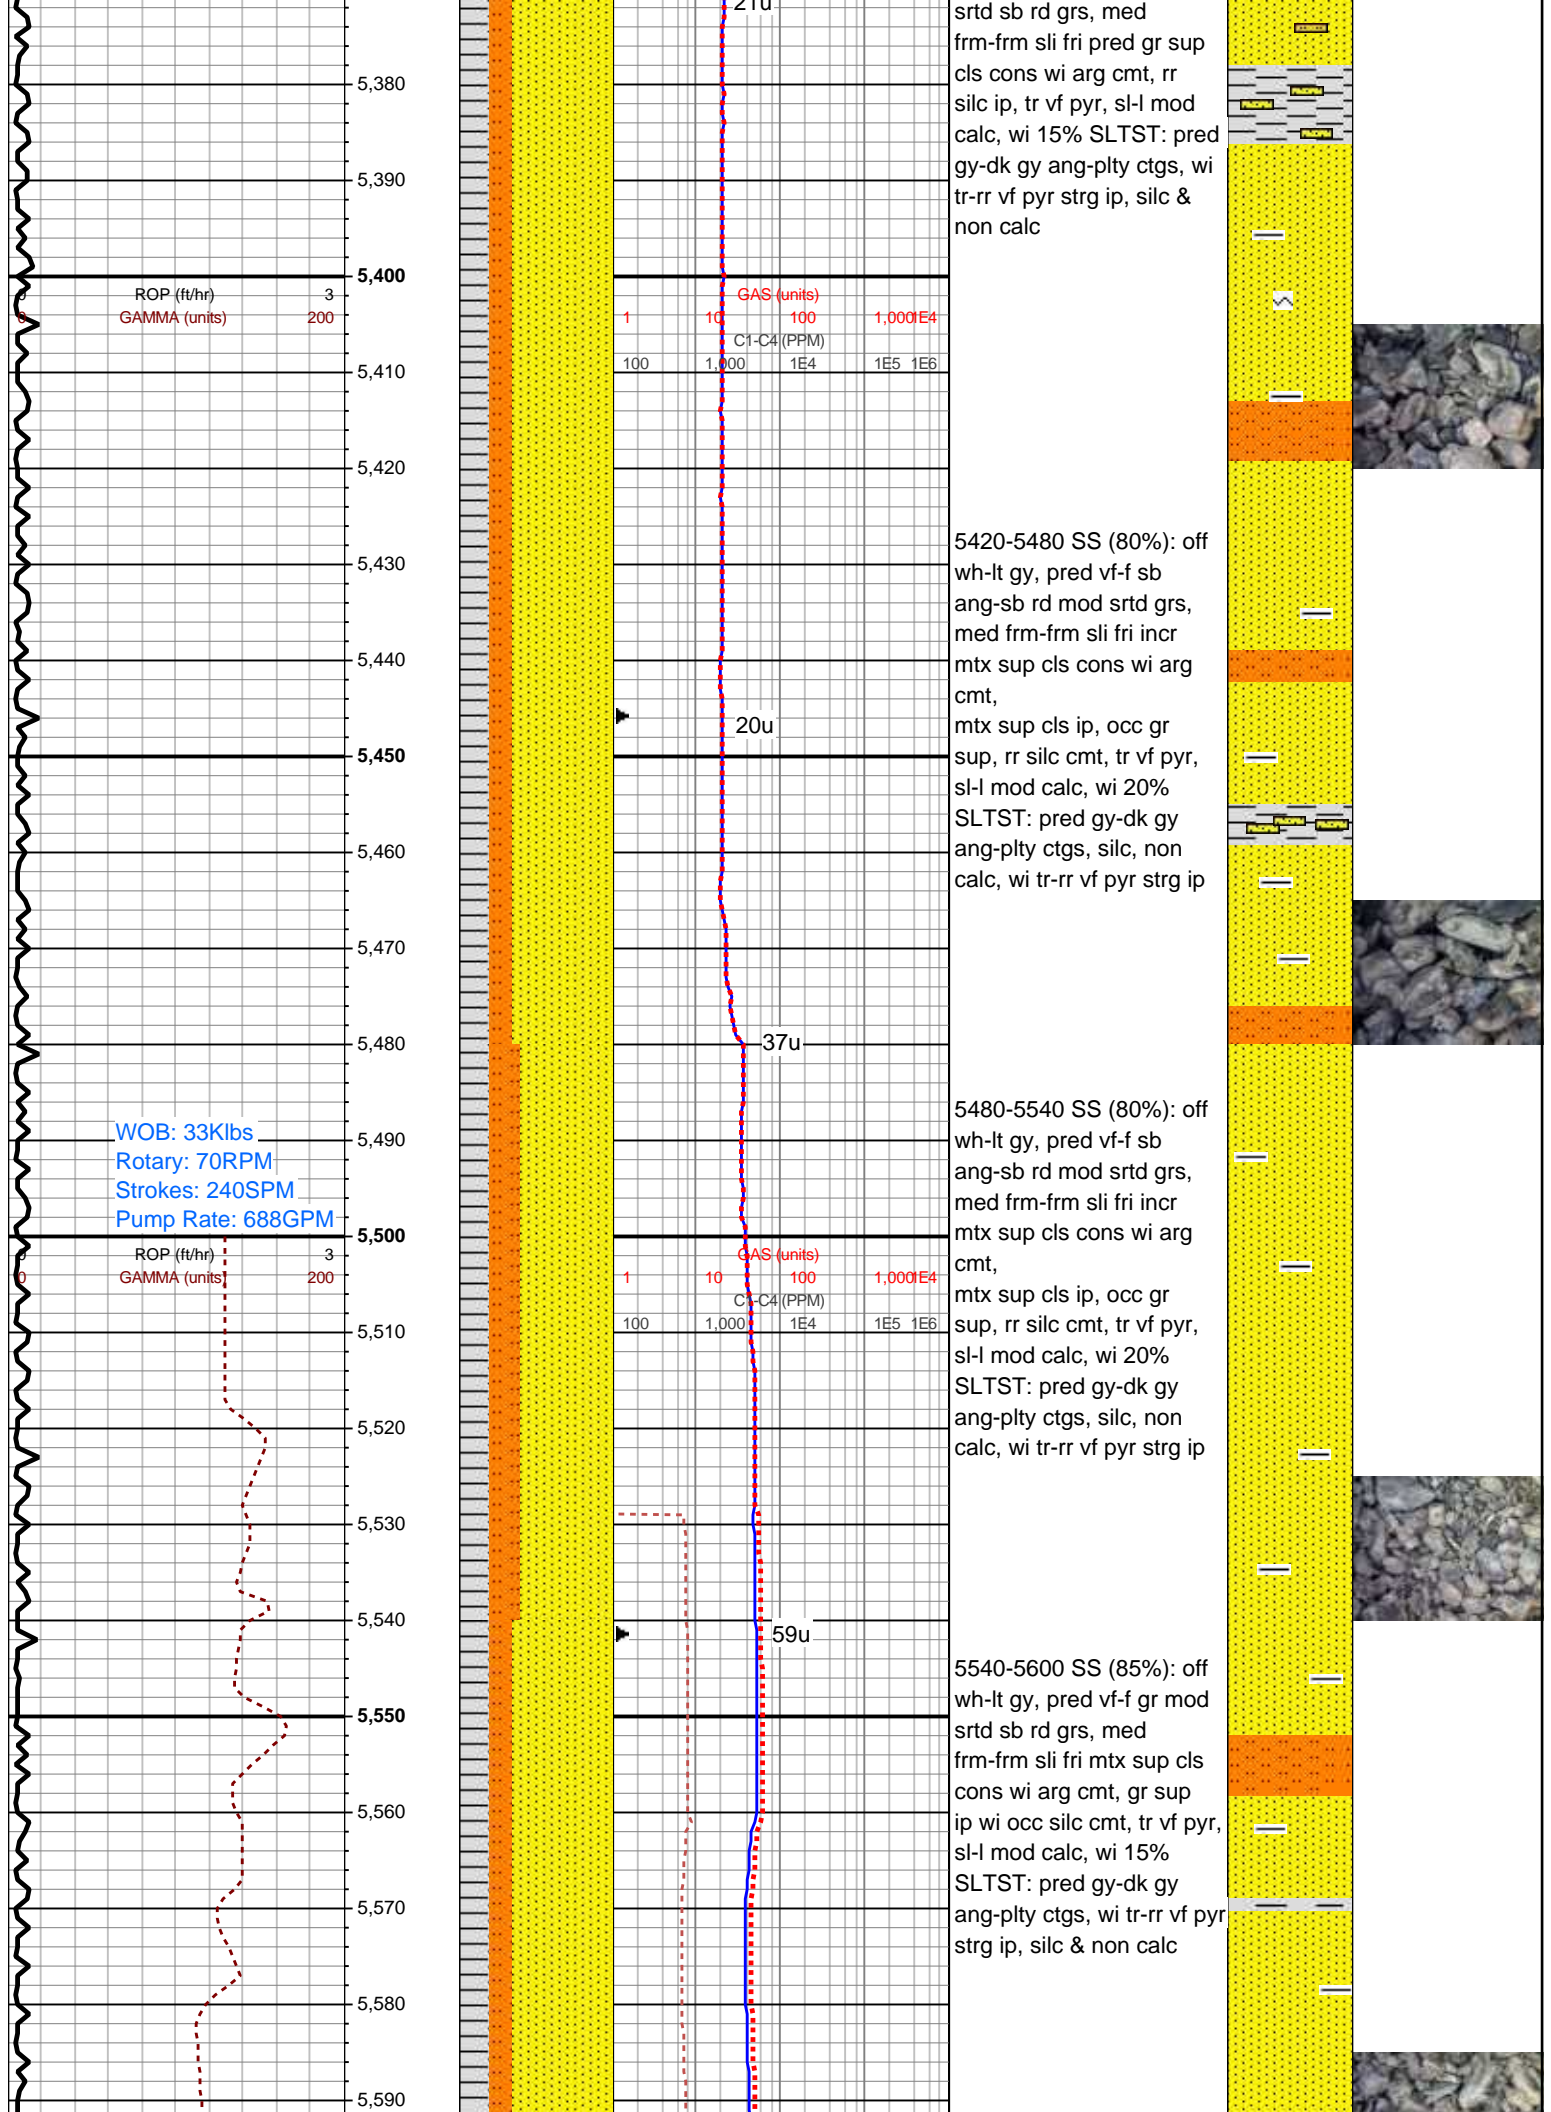 21u
srtd sb rd grs, med
frm-frm sli fri pred gr sup
cls cons wi arg cmt, rr
silc ip, tr vf pyr, sl-l mod
calc, wi 15% SLTST: pred
gy-dk gy ang-plty ctgs, wi
tr-rr vf pyr strg ip, silc &
non calc
5,380
5,390
5,400
0 ROP (ft/hr) 3
0 GAMMA (units) 200
GAS (units)
1 10 100 1,000 1E4
C1-C4 (PPM)
100 1,000 1E4 1E5 1E6
5,410
5,420
5,430
5,440
5,450
5,460
5,470
5,480
20u
37u
5420-5480 SS (80%): off
wh-lt gy, pred vf-f sb
ang-sb rd mod srtd grs,
med frm-frm sli fri incr
mtx sup cls cons wi arg
cmt,
mtx sup cls ip, occ gr
sup, rr silc cmt, tr vf pyr,
sl-l mod calc, wi 20%
SLTST: pred gy-dk gy
ang-plty ctgs, silc, non
calc, wi tr-rr vf pyr strg ip
WOB: 33Klbs
Rotary: 70RPM
Strokes: 240SPM
Pump Rate: 688GPM
5,490
5,500
0 ROP (ft/hr) 3
0 GAMMA (units) 200
GAS (units)
1 10 100 1,000 1E4
C1-C4 (PPM)
100 1,000 1E4 1E5 1E6
5480-5540 SS (80%): off
wh-lt gy, pred vf-f sb
ang-sb rd mod srtd grs,
med frm-frm sli fri incr
mtx sup cls cons wi arg
cmt,
mtx sup cls ip, occ gr
sup, rr silc cmt, tr vf pyr,
sl-l mod calc, wi 20%
SLTST: pred gy-dk gy
ang-plty ctgs, silc, non
calc, wi tr-rr vf pyr strg ip
5,510
5,520
5,530
5,540
59u
5,550
5,560
5,570
5,580
5,590
5540-5600 SS (85%): off
wh-lt gy, pred vf-f gr mod
srtd sb rd grs, med
frm-frm sli fri mtx sup cls
cons wi arg cmt, gr sup
ip wi occ silc cmt, tr vf pyr,
sl-l mod calc, wi 15%
SLTST: pred gy-dk gy
ang-plty ctgs, wi tr-rr vf pyr
strg ip, silc & non calc